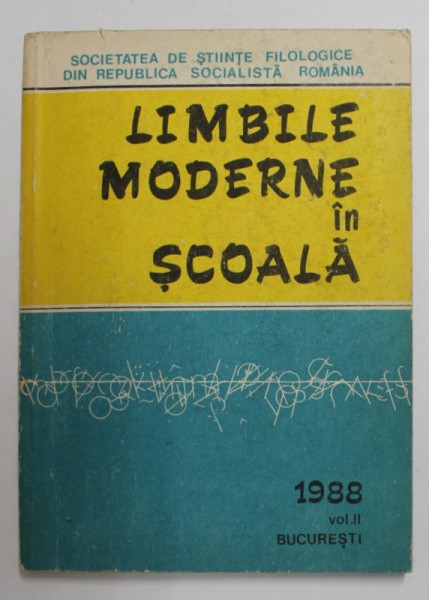 SOCIETATEA DE ȘTIINȚE FILOLOGICE
DIN REPUBLICA SOCIALISTĂ ROMÂNIA
LIMBILE
MODERNE
în
ȘCOALĂ
1988
vol.II
BUCUREȘTI